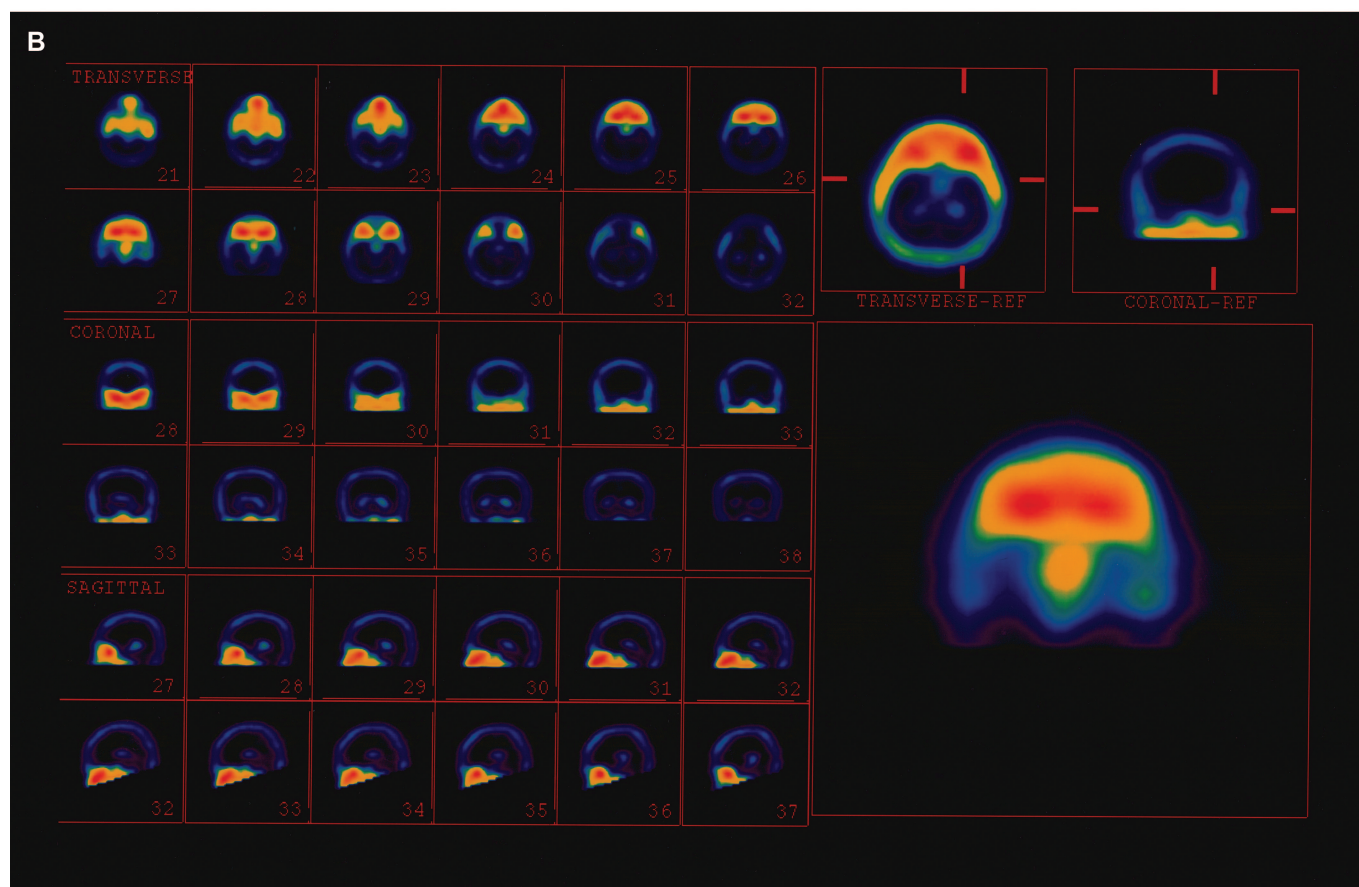 B
TRANSVERSE
21 22 23 24 25 26
27 28 29 30 31 32
TRANSVERSE-REF CORONAL-REF
CORONAL
28 29 30 31 32 33
33 34 35 36 37 38
SAGITTAL
27 28 29 30 31 32
32 33 34 35 36 37